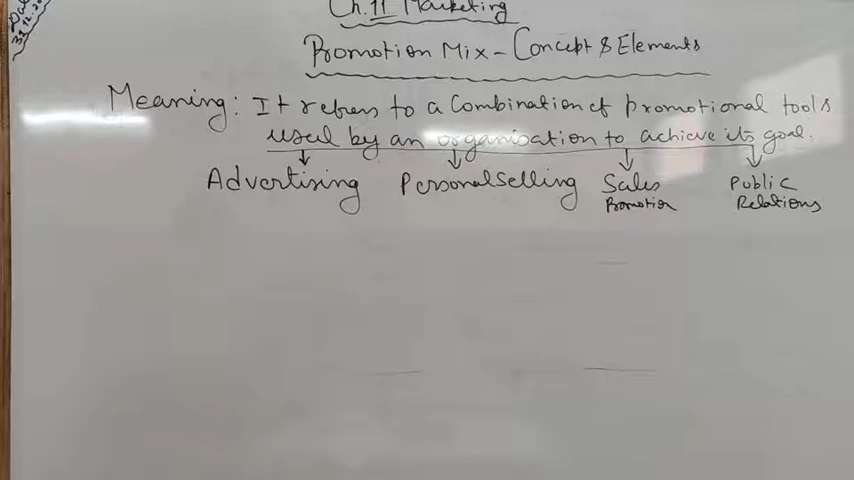 Ch. 11 Marketing
Promotion Mix - Concept & Elements
Meaning: It refers to a Combination of promotional tools
used by an organisation to achieve its goal.
Advertising Personal Selling Sales Promotion Public Relations